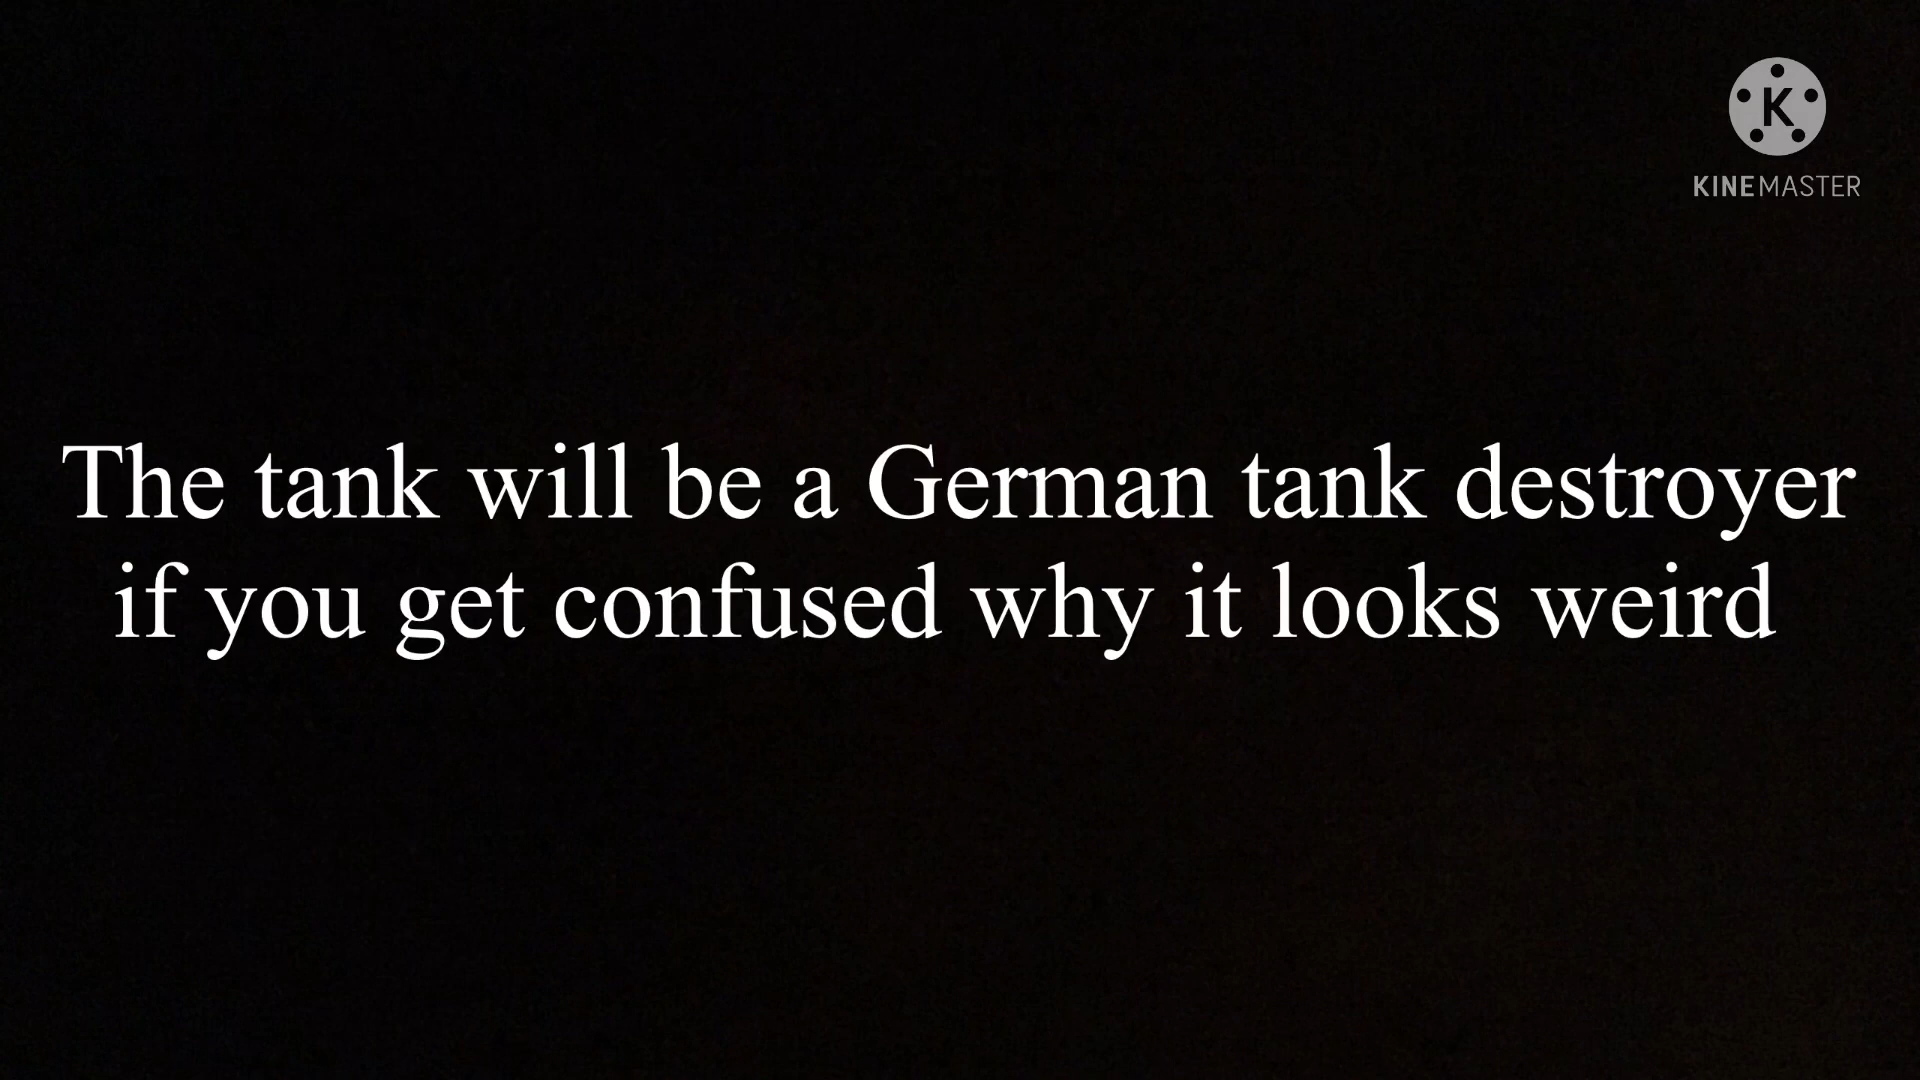 K
KINEMASTER
The tank will be a German tank destroyer
if you get confused why it looks weird